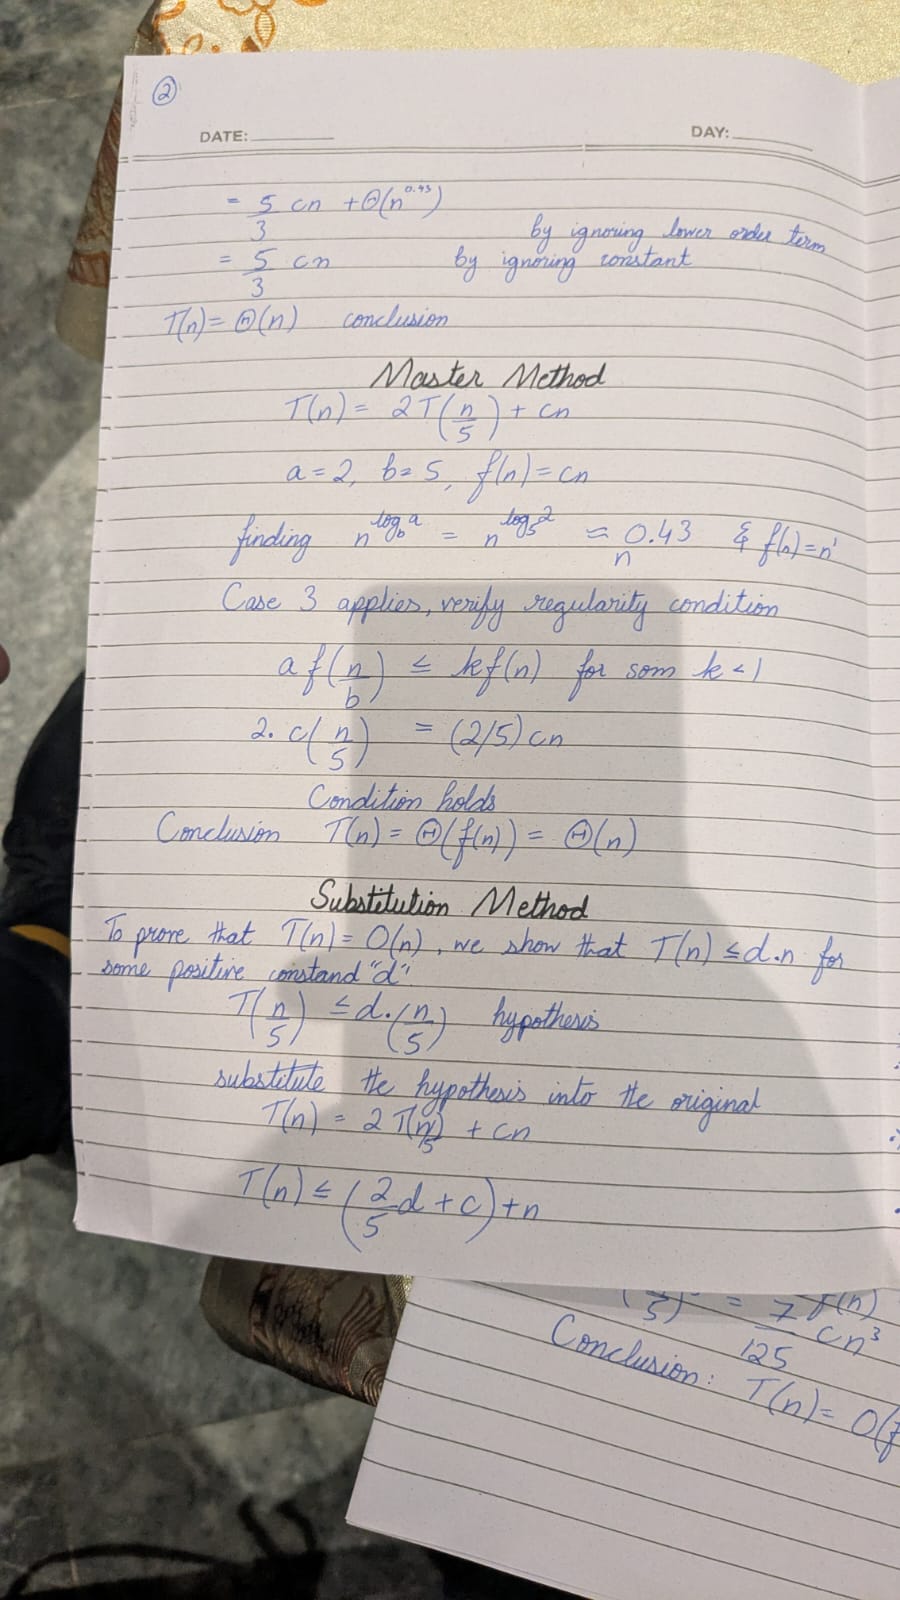 2
DATE:
DAY:
= 5/3 cn + Θ(n^0.43)
by ignoring lower order term
= 5/3 cn by ignoring constant
T(n) = Θ(n) conclusion
Master Method
T(n) = 2T(n/5) + cn
a = 2, b = 5, f(n) = cn
finding n^log_b a = n^log_5 2 ≈ n^0.43 & f(n) = n^1
Case 3 applies, verify regularity condition
a f(n/b) ≤ kf(n) for som k < 1
2. c(n/5) = (2/5) cn
Condition holds
Conclusion T(n) = Θ(f(n)) = Θ(n)
Substitution Method
To prove that T(n) = O(n), we show that T(n) ≤ d.n for
some positive constand "d".
T(n/5) ≤ d.(n/5) hypothesis
substitute the hypothesis into the original
T(n) = 2T(n/5) + cn
T(n) ≤ (2/5 d + c) + n
= 7/125 cn³
Conclusion: T(n) = O(f